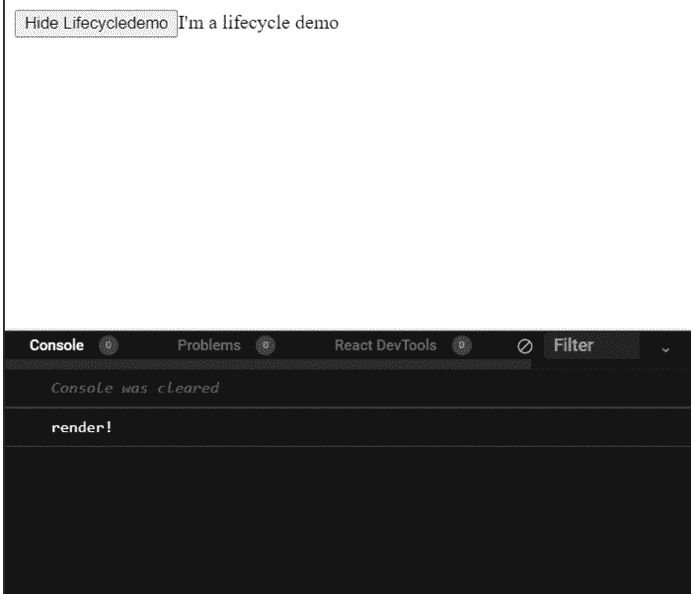 Hide Lifecycledemo I'm a lifecycle demo
Console 0 Problems 0 React DevTools 0 Filter
Console was cleared
render!